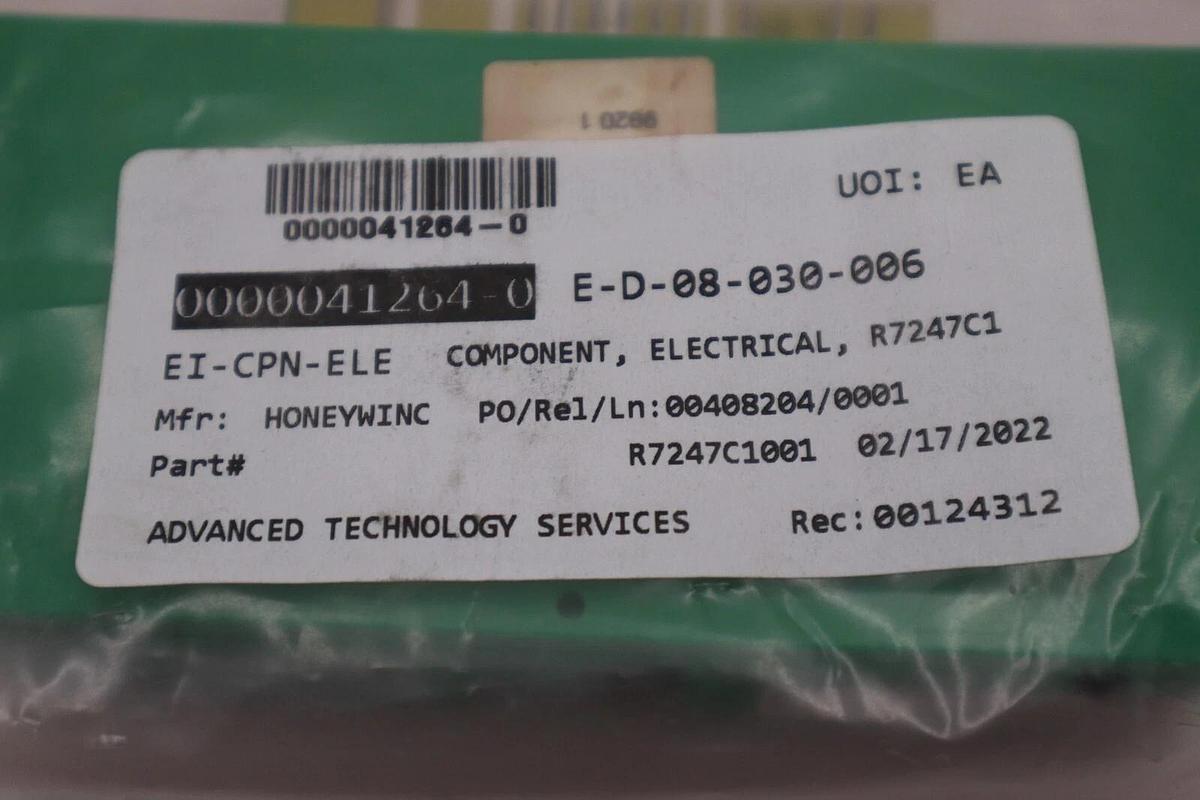 0000041264-0
UOI: EA
0000041264-0 E-D-08-030-006
EI-CPN-ELE COMPONENT, ELECTRICAL, R7247C1
Mfr: HONEYWINC PO/Rel/Ln:00408204/0001
Part# R7247C1001 02/17/2022
ADVANCED TECHNOLOGY SERVICES Rec:00124312